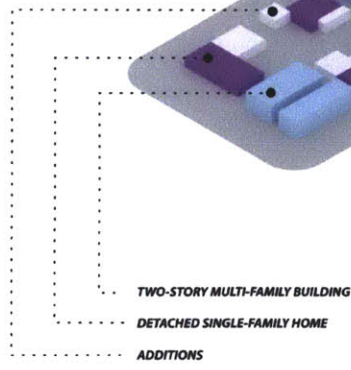 TWO-STORY MULTI-FAMILY BUILDING
DETACHED SINGLE-FAMILY HOME
ADDITIONS